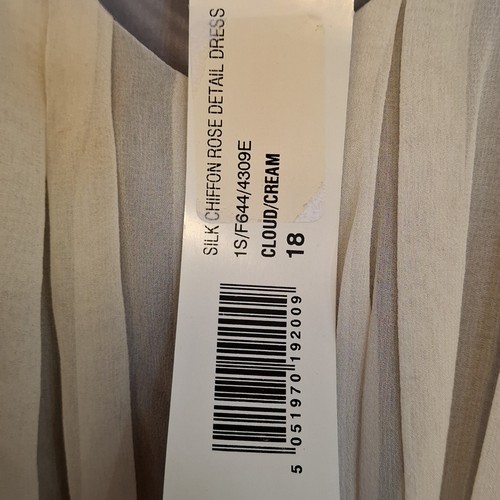 SILK CHIFFON ROSE DETAIL DRESS
1S/F644/4309E
CLOUD/CREAM
18
5 051970 192009